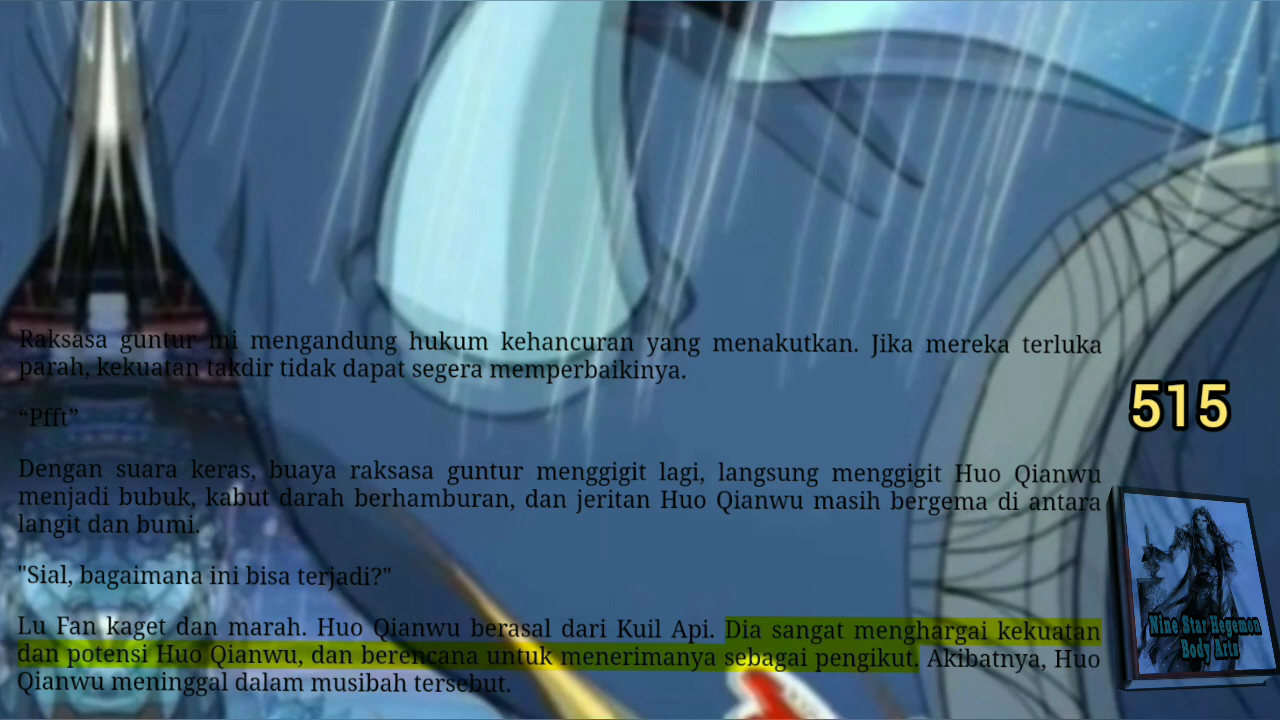 Raksasa guntur ini mengandung hukum kehancuran yang menakutkan. Jika mereka terluka
parah, kekuatan takdir tidak dapat segera memperbaikinya.
“Pfft”
Dengan suara keras, buaya raksasa guntur menggigit lagi, langsung menggigit Huo Qianwu
menjadi bubuk, kabut darah berhamburan, dan jeritan Huo Qianwu masih bergema di antara
langit dan bumi.
"Sial, bagaimana ini bisa terjadi?"
Lu Fan kaget dan marah. Huo Qianwu berasal dari Kuil Api. Dia sangat menghargai kekuatan
dan potensi Huo Qianwu, dan berencana untuk menerimanya sebagai pengikut. Akibatnya, Huo
Qianwu meninggal dalam musibah tersebut.
515
Nine Star Hegemon
Body Arts